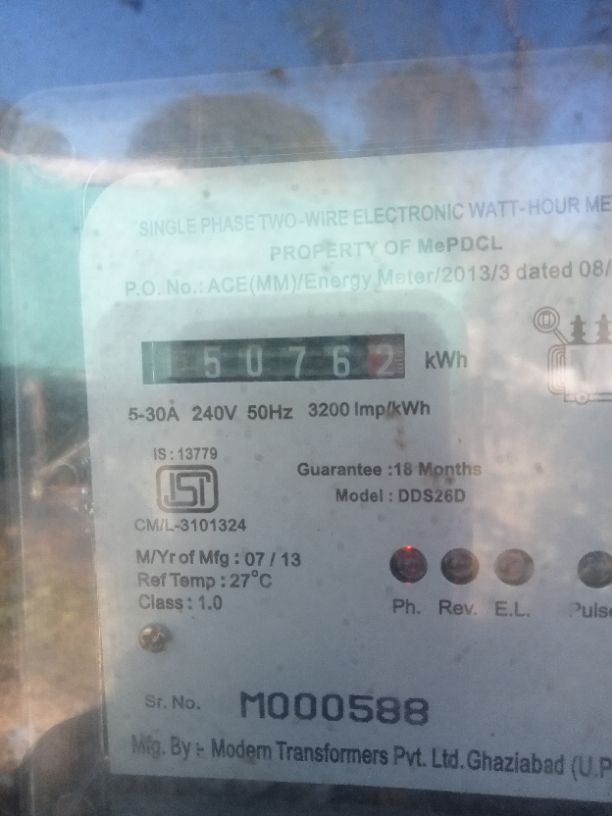 SINGLE PHASE TWO-WIRE ELECTRONIC WATT-HOUR ME
PROPERTY OF MePDCL
P.O. No.: ACE(MM)/Energy Meter/2013/3 dated 08/
50762 kWh
5-30A 240V 50Hz 3200 Imp/kWh
IS : 13779
ISI
CM/L-3101324
Guarantee : 18 Months
Model : DDS26D
M/Yr of Mfg : 07 / 13
Ref Temp : 27°C
Class : 1.0
Ph. Rev. E.L. Pulse
Sr. No. M000588
Mfg. By :- Modern Transformers Pvt. Ltd. Ghaziabad (U.P